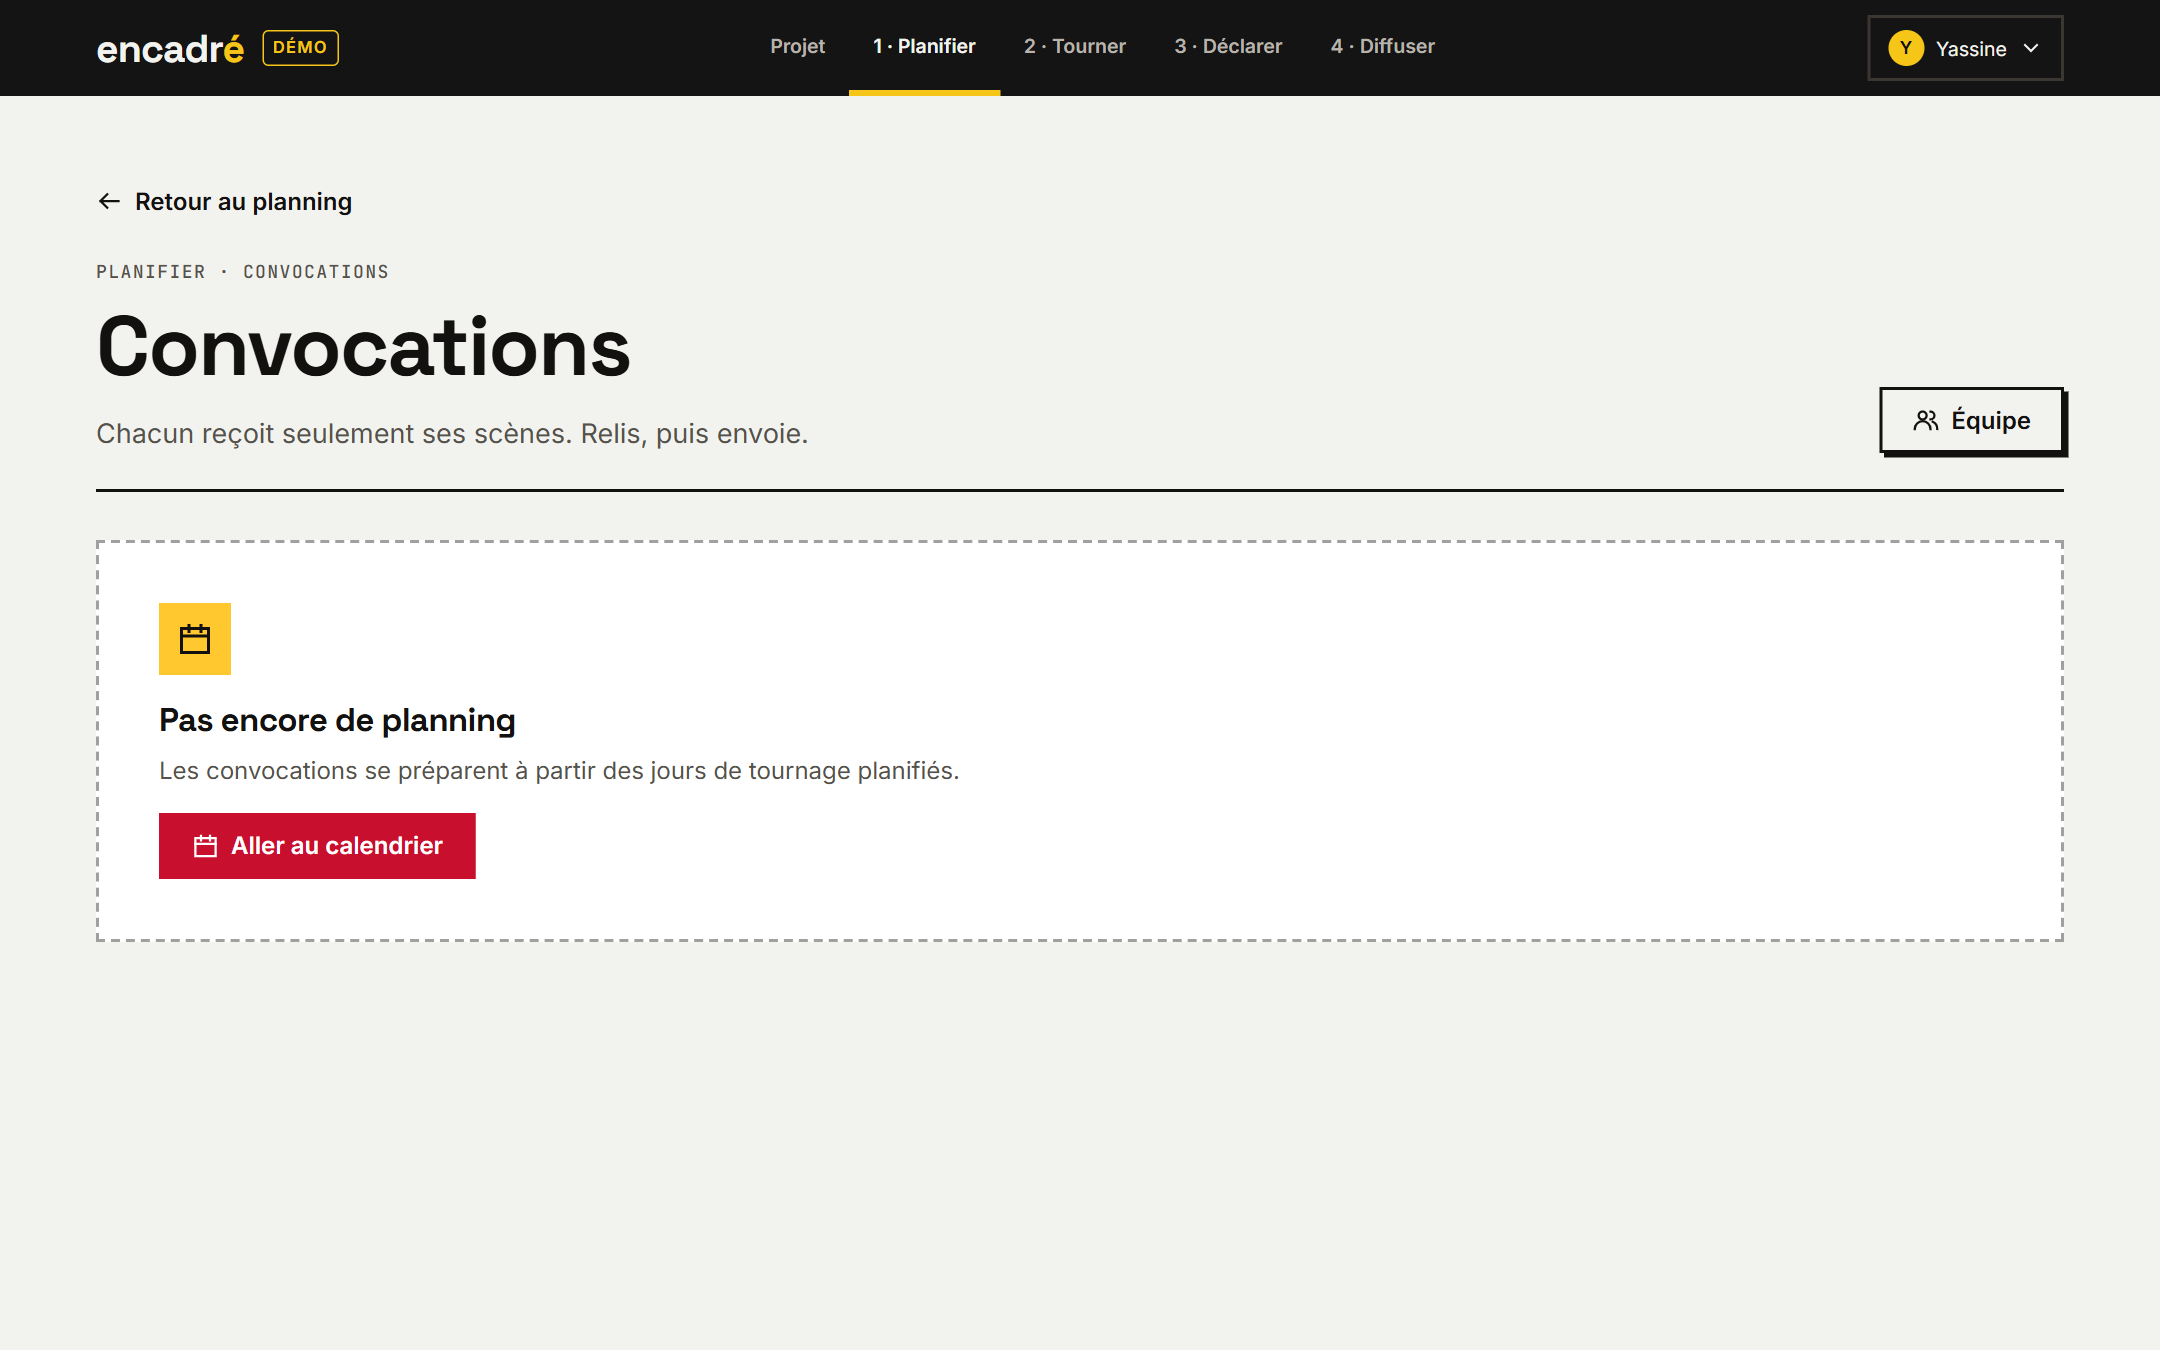 encadré
DÉMO
Projet
1 · Planifier
2 · Tourner
3 · Déclarer
4 · Diffuser
Y
Yassine
Retour au planning
PLANIFIER · CONVOCATIONS
Convocations
Chacun reçoit seulement ses scènes. Relis, puis envoie.
Équipe
Pas encore de planning
Les convocations se préparent à partir des jours de tournage planifiés.
Aller au calendrier